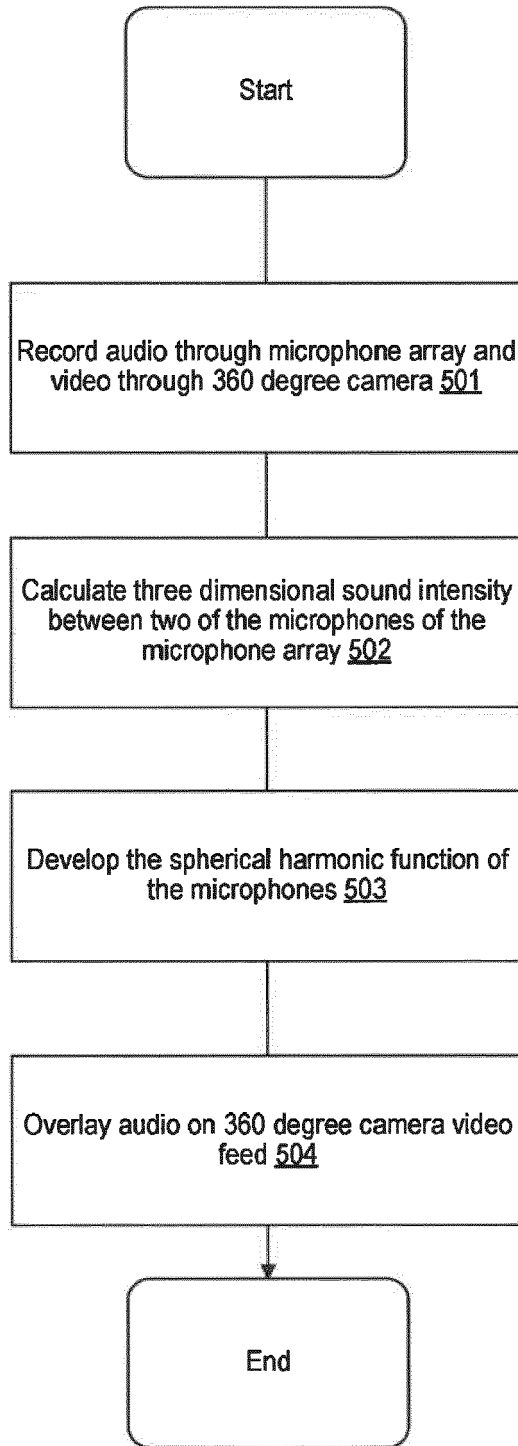 Start
Record audio through microphone array and
video through 360 degree camera 501
Calculate three dimensional sound intensity
between two of the microphones of the
microphone array 502
Develop the spherical harmonic function of
the microphones 503
Overlay audio on 360 degree camera video
feed 504
End